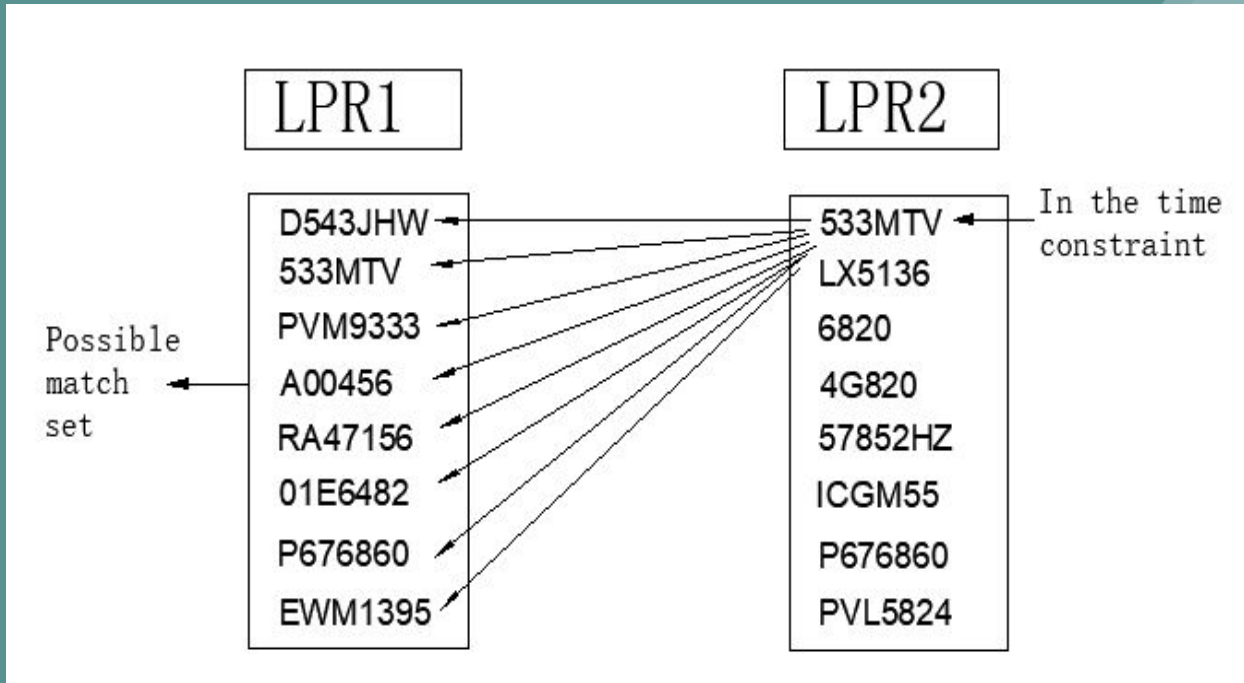 LPR1
LPR2
D543JHW
533MTV
PVM9333
A00456
RA47156
01E6482
P676860
EWM1395
533MTV
LX5136
6820
4G820
57852HZ
ICGM55
P676860
PVL5824
In the time
constraint
Possible
match
set